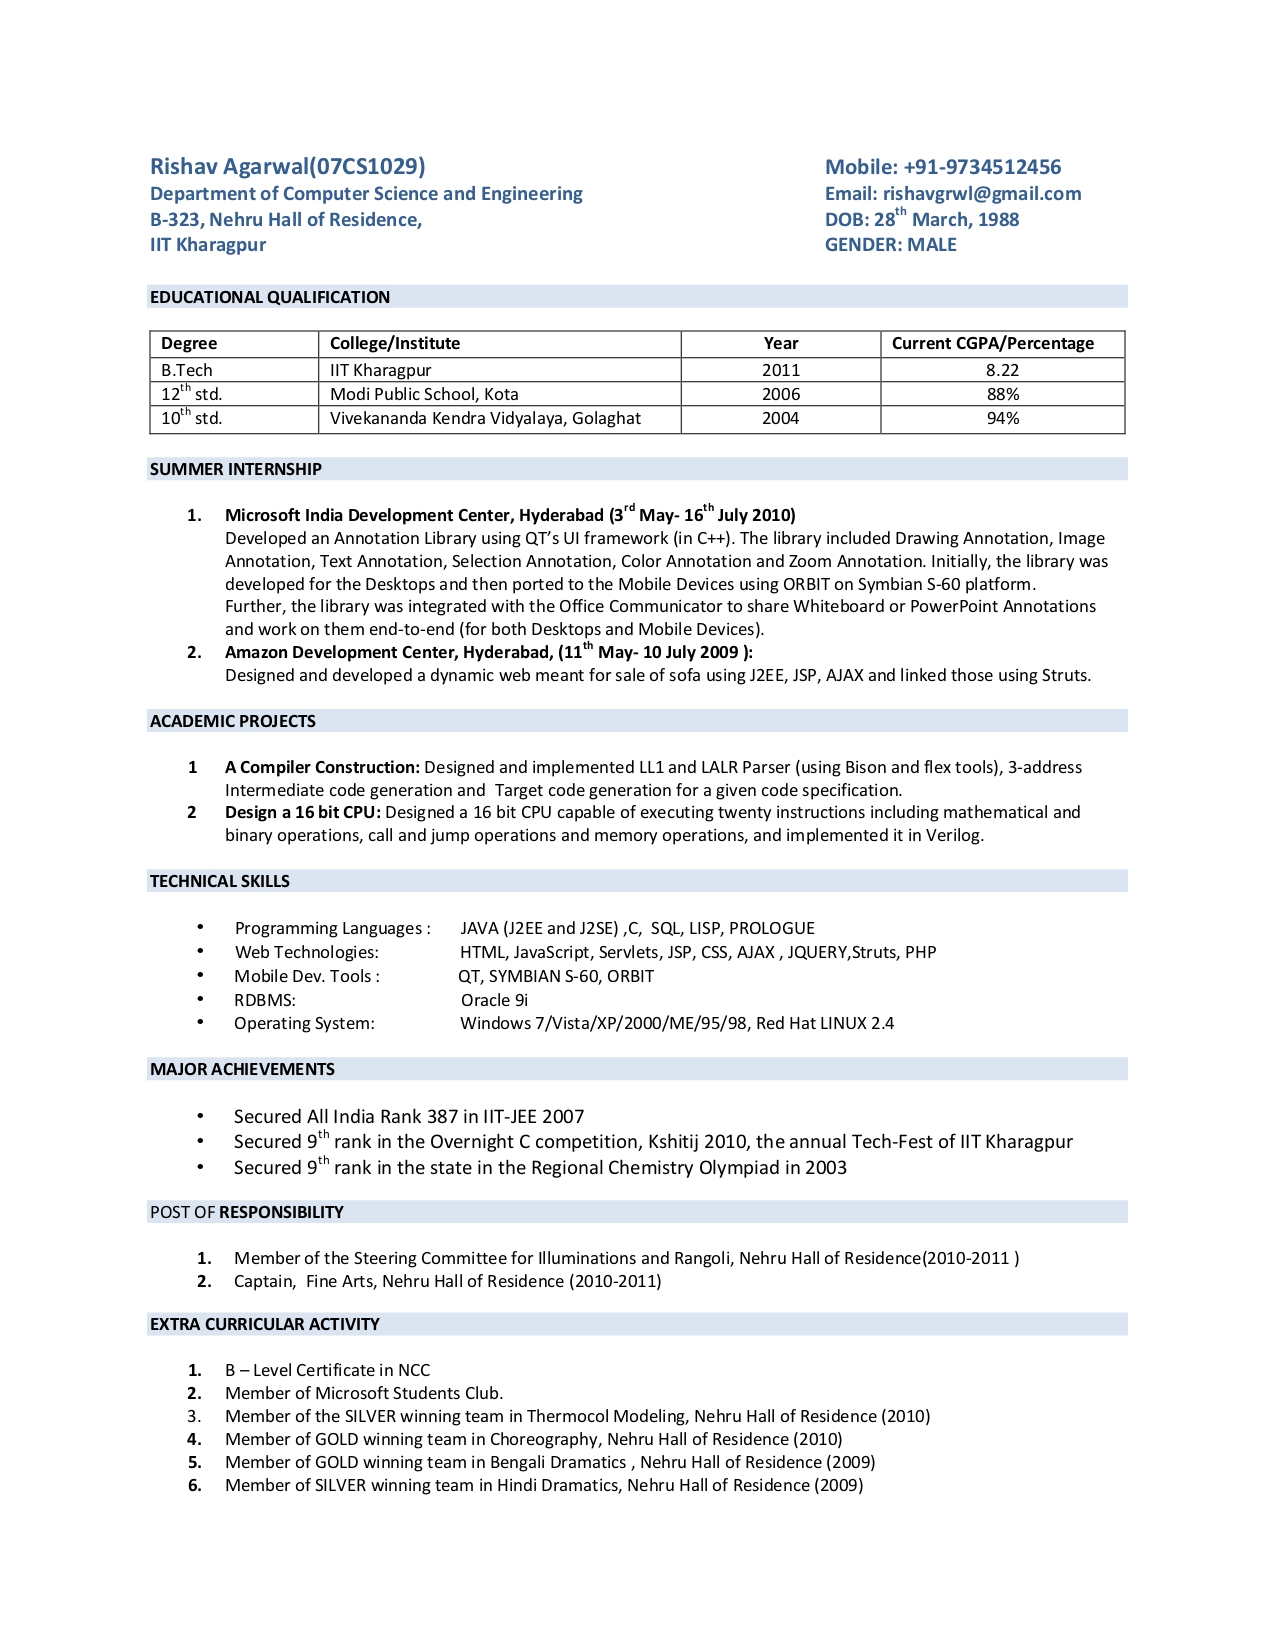 Rishav Agarwal(07CS1029) Mobile: +91-9734512456
Department of Computer Science and Engineering Email: rishavgrwl@gmail.com
B-323, Nehru Hall of Residence, DOB: 28th March, 1988
IIT Kharagpur GENDER: MALE
EDUCATIONAL QUALIFICATION
Degree College/Institute Year Current CGPA/Percentage
B.Tech IIT Kharagpur 2011 8.22
12th std. Modi Public School, Kota 2006 88%
10th std. Vivekananda Kendra Vidyalaya, Golaghat 2004 94%
SUMMER INTERNSHIP
1. Microsoft India Development Center, Hyderabad (3rd May- 16th July 2010)
Developed an Annotation Library using QT’s UI framework (in C++). The library included Drawing Annotation, Image
Annotation, Text Annotation, Selection Annotation, Color Annotation and Zoom Annotation. Initially, the library was
developed for the Desktops and then ported to the Mobile Devices using ORBIT on Symbian S-60 platform.
Further, the library was integrated with the Office Communicator to share Whiteboard or PowerPoint Annotations
and work on them end-to-end (for both Desktops and Mobile Devices).
2. Amazon Development Center, Hyderabad, (11th May- 10 July 2009 ):
Designed and developed a dynamic web meant for sale of sofa using J2EE, JSP, AJAX and linked those using Struts.
ACADEMIC PROJECTS
1 A Compiler Construction: Designed and implemented LL1 and LALR Parser (using Bison and flex tools), 3-address
Intermediate code generation and Target code generation for a given code specification.
2 Design a 16 bit CPU: Designed a 16 bit CPU capable of executing twenty instructions including mathematical and
binary operations, call and jump operations and memory operations, and implemented it in Verilog.
TECHNICAL SKILLS
• Programming Languages : JAVA (J2EE and J2SE) ,C, SQL, LISP, PROLOGUE
• Web Technologies: HTML, JavaScript, Servlets, JSP, CSS, AJAX , JQUERY,Struts, PHP
• Mobile Dev. Tools : QT, SYMBIAN S-60, ORBIT
• RDBMS: Oracle 9i
• Operating System: Windows 7/Vista/XP/2000/ME/95/98, Red Hat LINUX 2.4
MAJOR ACHIEVEMENTS
• Secured All India Rank 387 in IIT-JEE 2007
• Secured 9th rank in the Overnight C competition, Kshitij 2010, the annual Tech-Fest of IIT Kharagpur
• Secured 9th rank in the state in the Regional Chemistry Olympiad in 2003
POST OF RESPONSIBILITY
1. Member of the Steering Committee for Illuminations and Rangoli, Nehru Hall of Residence(2010-2011 )
2. Captain, Fine Arts, Nehru Hall of Residence (2010-2011)
EXTRA CURRICULAR ACTIVITY
1. B – Level Certificate in NCC
2. Member of Microsoft Students Club.
3. Member of the SILVER winning team in Thermocol Modeling, Nehru Hall of Residence (2010)
4. Member of GOLD winning team in Choreography, Nehru Hall of Residence (2010)
5. Member of GOLD winning team in Bengali Dramatics , Nehru Hall of Residence (2009)
6. Member of SILVER winning team in Hindi Dramatics, Nehru Hall of Residence (2009)